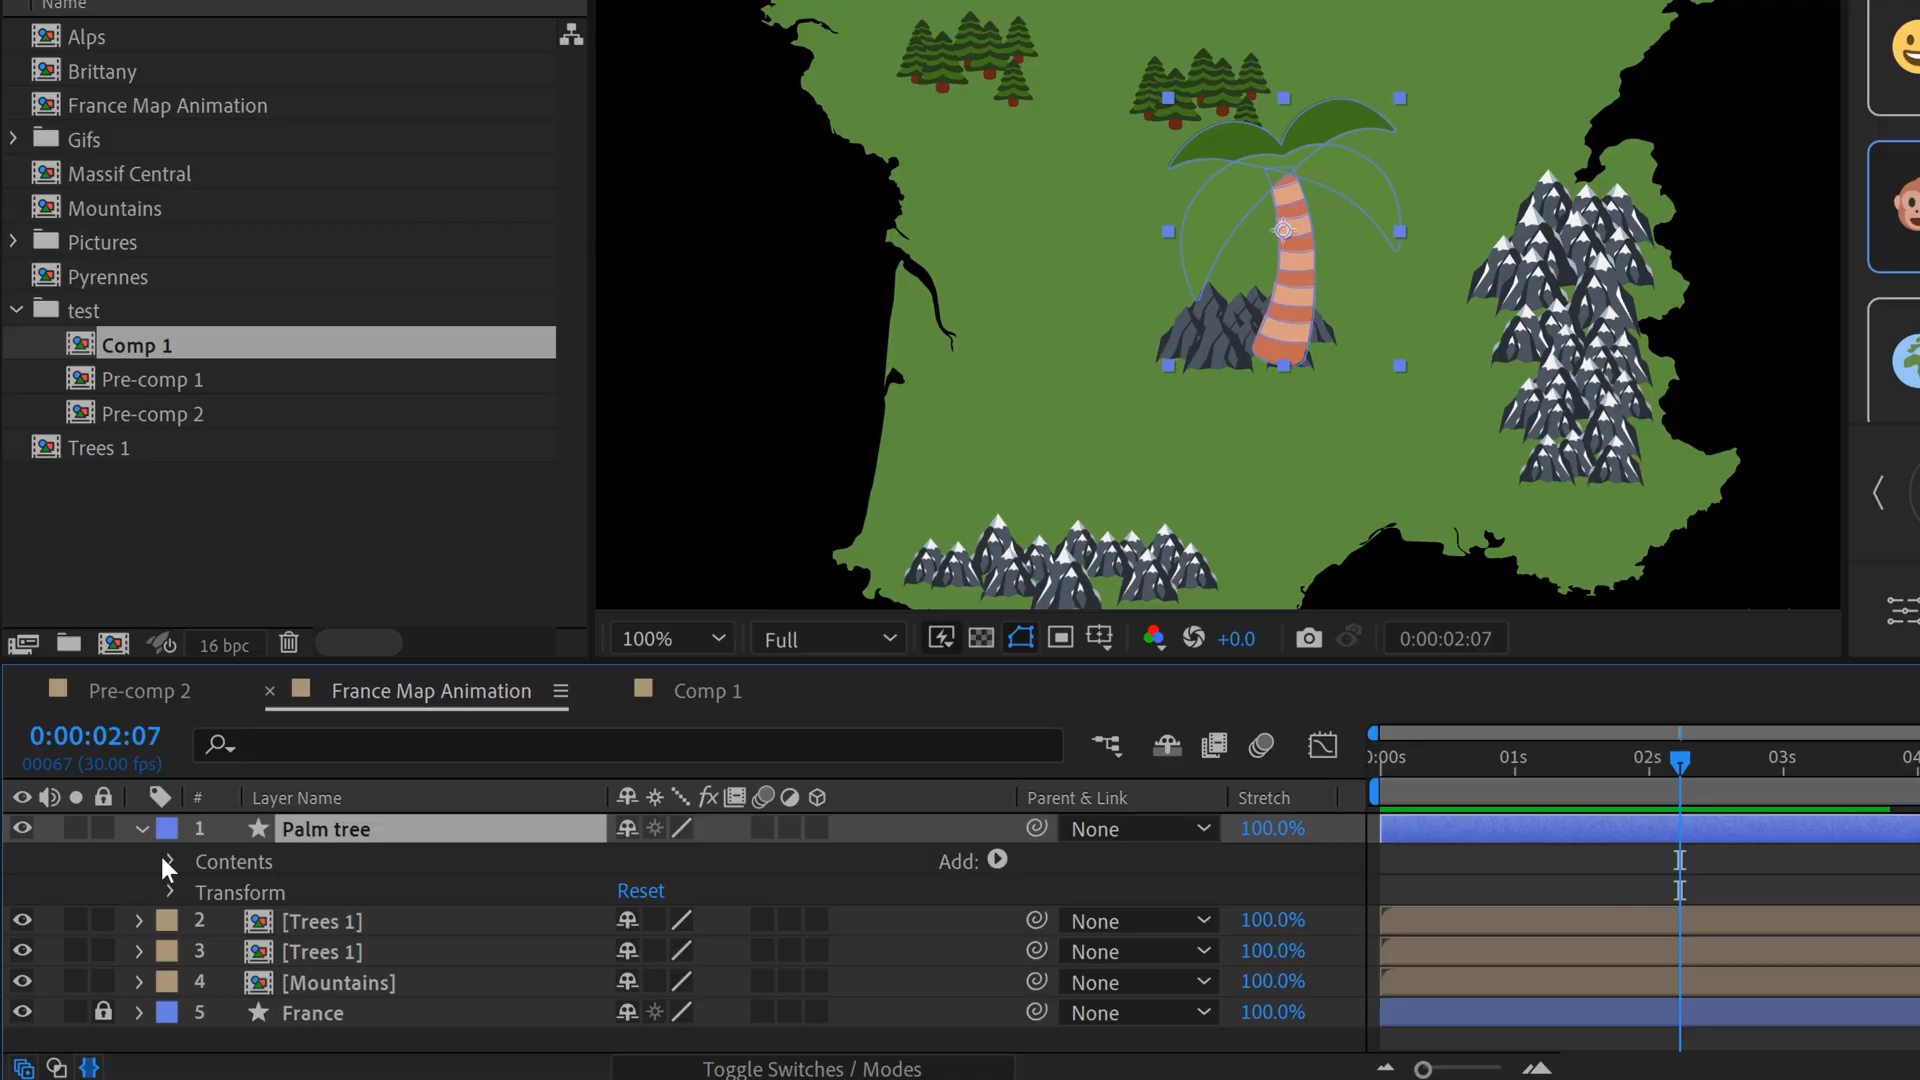 Name
Alps
Brittany
France Map Animation
Gifs
Massif Central
Mountains
Pictures
Pyrennes
test
Comp 1
Pre-comp 1
Pre-comp 2
Trees 1
16 bpc
100%
Full
+0.0
0:00:02:07
Pre-comp 2
× France Map Animation
Comp 1
0:00:02:07
00067 (30.00 fps)
:00s 01s 02s 03s 04
# Layer Name fx Parent & Link Stretch
1 Palm tree None 100.0%
Contents Add:
Transform Reset
2 [Trees 1] None 100.0%
3 [Trees 1] None 100.0%
4 [Mountains] None 100.0%
5 France None 100.0%
Toggle Switches / Modes